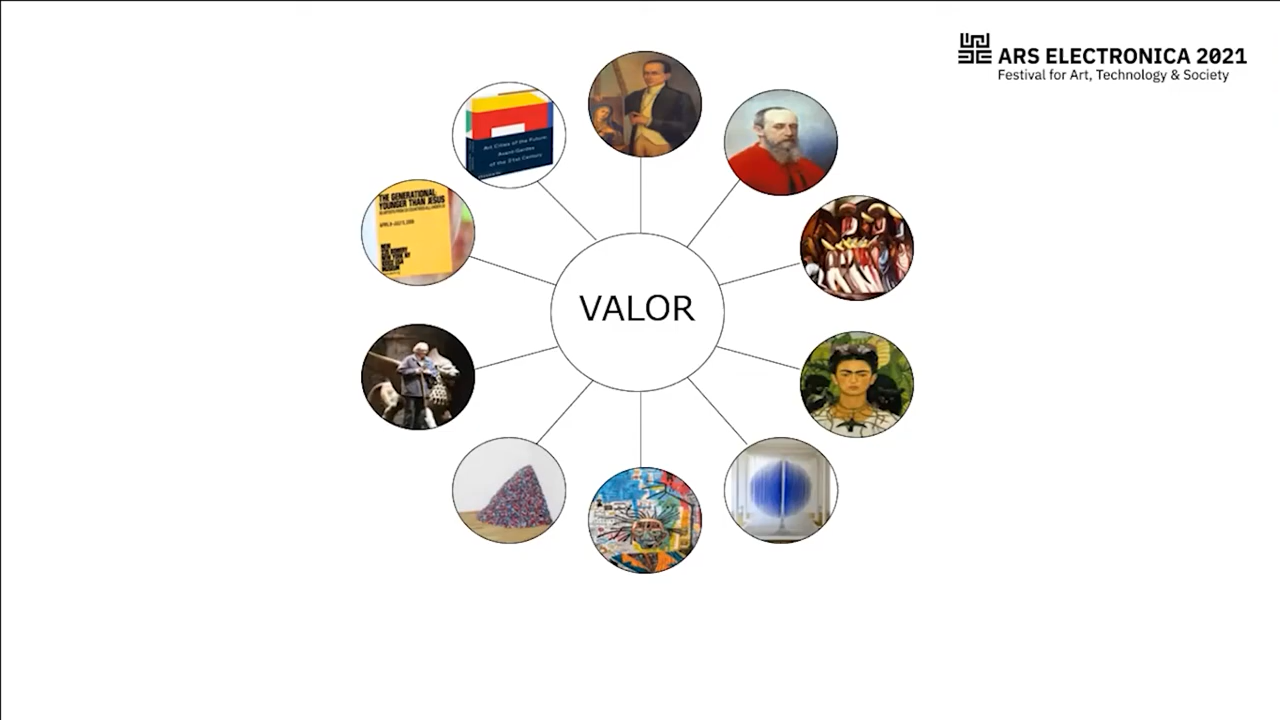 ARS ELECTRONICA 2021
Festival for Art, Technology & Society
Art Cities of the Future
Avant-Gardes
of the 21st Century
THE GENERATIONAL:
YOUNGER THAN JESUS
VALOR